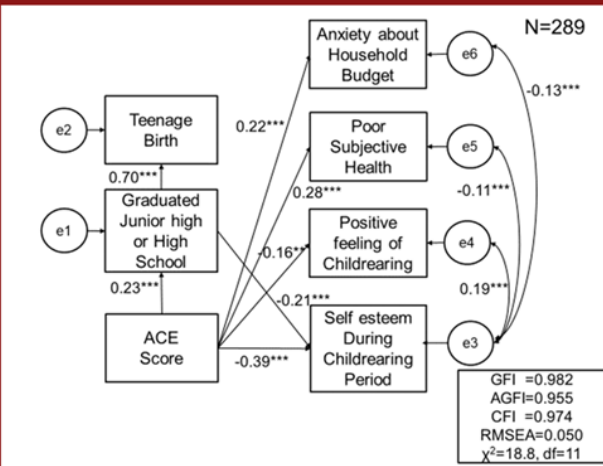 N=289
Anxiety about
Household
Budget
e6
-0.13***
e2
Teenage
Birth
0.22***
Poor
Subjective
Health
e5
0.70***
0.28***
-0.11***
e1
Graduated
Junior high
or High
School
Positive
feeling of
Childrearing
e4
-0.16**
0.23***
-0.21***
0.19***
ACE
Score
Self esteem
During
Childrearing
Period
e3
-0.39***
GFI =0.982
AGFI=0.955
CFI =0.974
RMSEA=0.050
χ²=18.8, df=11